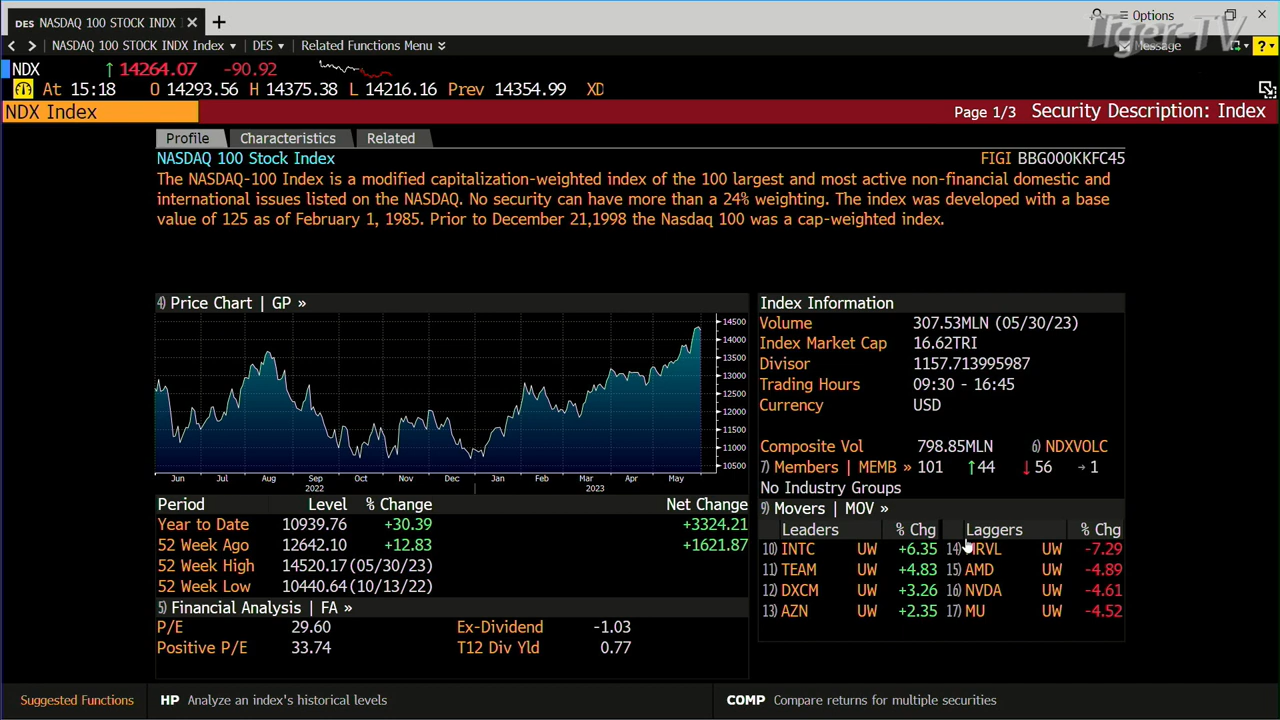 DES NASDAQ 100 STOCK INDX × +
Options
NASDAQ 100 STOCK INDX Index DES Related Functions Menu
Message
Tiger-TV
NDX ↑ 14264.07 -90.92
At 15:18 O 14293.56 H 14375.38 L 14216.16 Prev 14354.99 XD
NDX Index Page 1/3 Security Description: Index
Profile Characteristics Related
NASDAQ 100 Stock Index FIGI BBG000KKFC45
The NASDAQ-100 Index is a modified capitalization-weighted index of the 100 largest and most active non-financial domestic and
international issues listed on the NASDAQ. No security can have more than a 24% weighting. The index was developed with a base
value of 125 as of February 1, 1985. Prior to December 21,1998 the Nasdaq 100 was a cap-weighted index.
4) Price Chart | GP »
14500
14000
13500
13000
12500
12000
11500
11000
10500
Jun Jul Aug Sep Oct Nov Dec Jan Feb Mar Apr May
2022 2023
Index Information
Volume 307.53MLN (05/30/23)
Index Market Cap 16.62TRI
Divisor 1157.713995987
Trading Hours 09:30 - 16:45
Currency USD
Composite Vol 798.85MLN 6) NDXVOLC
7) Members | MEMB » 101 ↑44 ↓56 →1
No Industry Groups
Period Level % Change Net Change
Year to Date 10939.76 +30.39 +3324.21
52 Week Ago 12642.10 +12.83 +1621.87
52 Week High 14520.17 (05/30/23)
52 Week Low 10440.64 (10/13/22)
5) Financial Analysis | FA »
P/E 29.60 Ex-Dividend -1.03
Positive P/E 33.74 T12 Div Yld 0.77
9) Movers | MOV »
Leaders % Chg Laggers % Chg
10) INTC UW +6.35 14) MRVL UW -7.29
11) TEAM UW +4.83 15) AMD UW -4.89
12) DXCM UW +3.26 16) NVDA UW -4.61
13) AZN UW +2.35 17) MU UW -4.52
Suggested Functions HP Analyze an index's historical levels COMP Compare returns for multiple securities